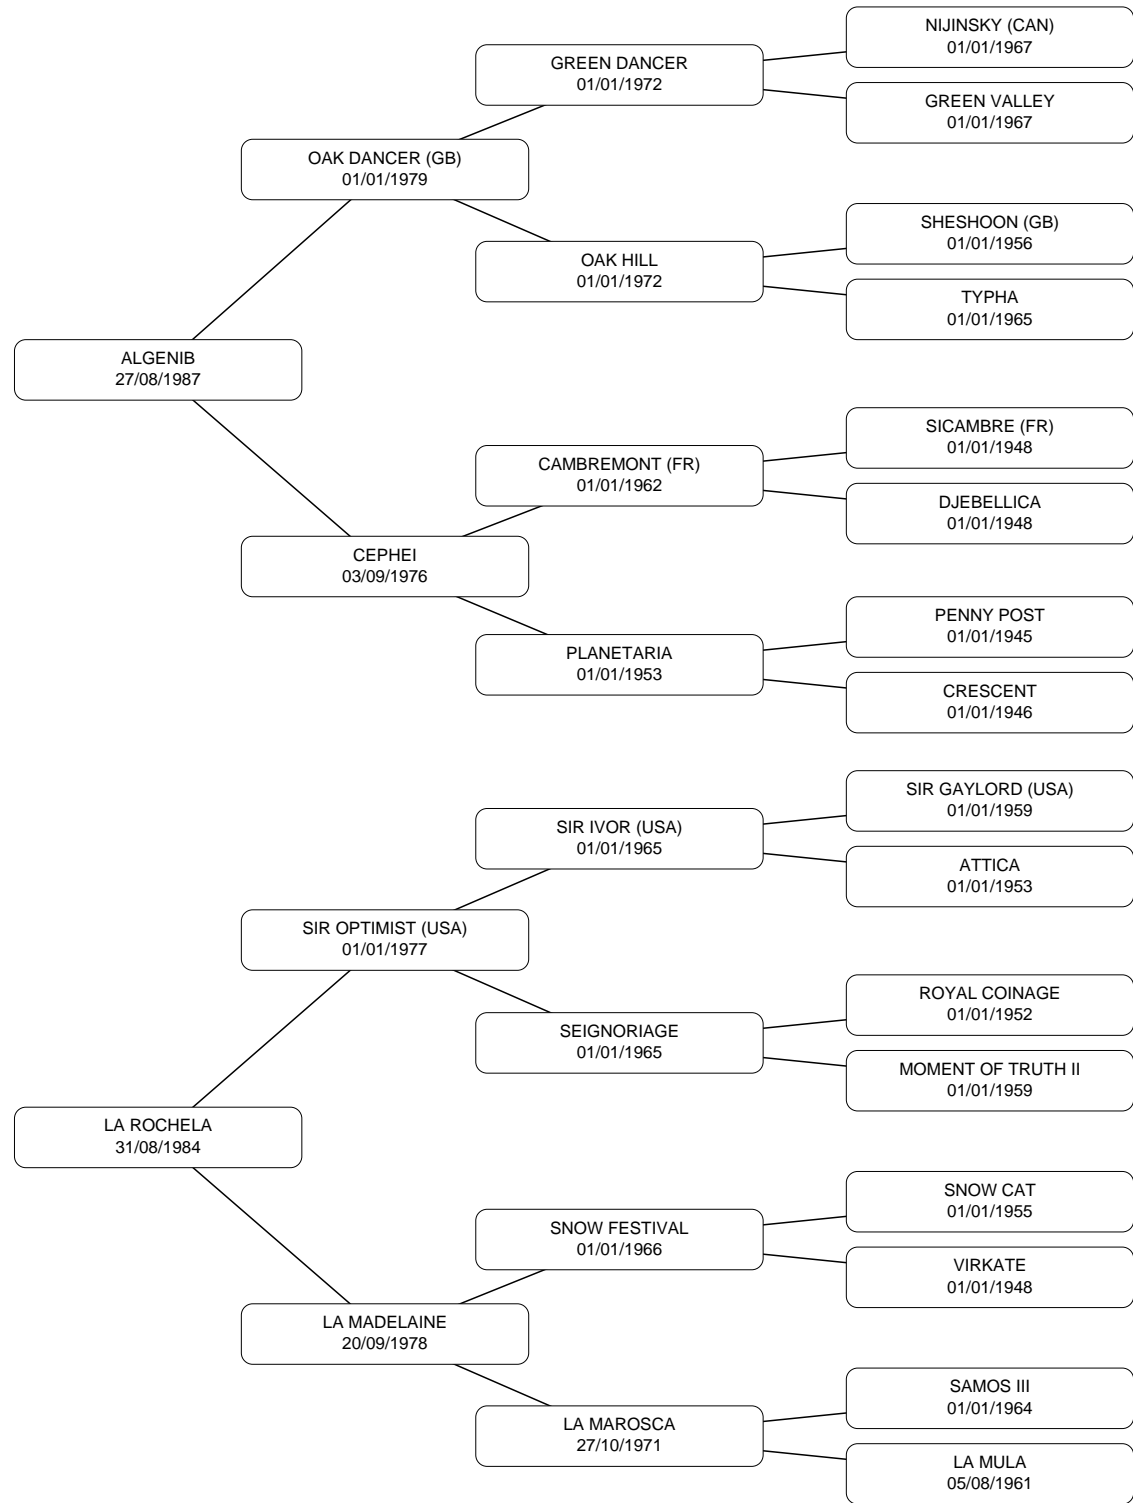 NIJINSKY (CAN)
01/01/1967
GREEN DANCER
01/01/1972
GREEN VALLEY
01/01/1967
OAK DANCER (GB)
01/01/1979
SHESHOON (GB)
01/01/1956
OAK HILL
01/01/1972
TYPHA
01/01/1965
ALGENIB
27/08/1987
SICAMBRE (FR)
01/01/1948
CAMBREMONT (FR)
01/01/1962
DJEBELLICA
01/01/1948
CEPHEI
03/09/1976
PENNY POST
01/01/1945
PLANETARIA
01/01/1953
CRESCENT
01/01/1946
SIR GAYLORD (USA)
01/01/1959
SIR IVOR (USA)
01/01/1965
ATTICA
01/01/1953
SIR OPTIMIST (USA)
01/01/1977
ROYAL COINAGE
01/01/1952
SEIGNORIAGE
01/01/1965
MOMENT OF TRUTH II
01/01/1959
LA ROCHELA
31/08/1984
SNOW CAT
01/01/1955
SNOW FESTIVAL
01/01/1966
VIRKATE
01/01/1948
LA MADELAINE
20/09/1978
SAMOS III
01/01/1964
LA MAROSCA
27/10/1971
LA MULA
05/08/1961